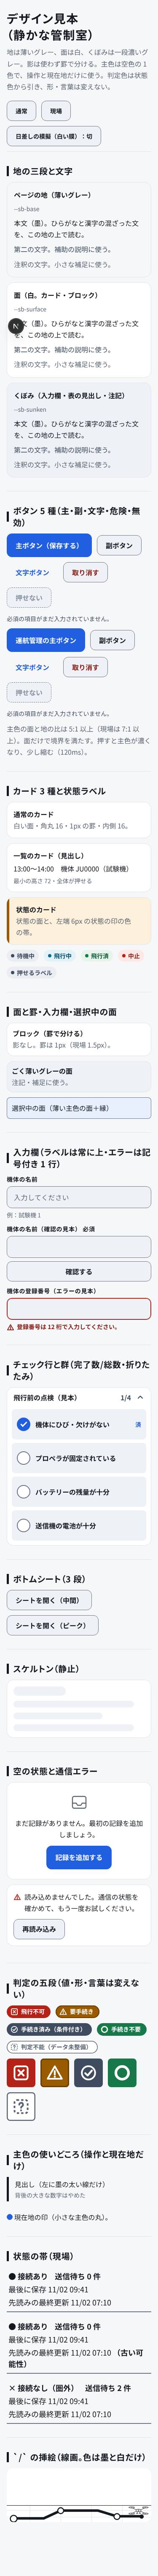 デザイン見本
（静かな管制室）
地は薄いグレー、面は白、くぼみは一段濃いグレー。影は使わず罫で分ける。主色は空色の 1 色で、操作と現在地だけに使う。判定色は状態色から引き、形・言葉は変えない。
通常
現場
日差しの模擬（白い膜）：切
地の三段と文字
ページの地（薄いグレー）
--sb-base
本文（墨）。ひらがなと漢字の混ざった文を、この地の上で読む。
第二の文字。補助の説明に使う。
注釈の文字。小さな補足に使う。
面（白。カード・ブロック）
--sb-surface
本文（墨）。ひらがなと漢字の混ざった文を、この地の上で読む。
第二の文字。補助の説明に使う。
注釈の文字。小さな補足に使う。
N
くぼみ（入力欄・表の見出し・注記）
--sb-sunken
本文（墨）。ひらがなと漢字の混ざった文を、この地の上で読む。
第二の文字。補助の説明に使う。
注釈の文字。小さな補足に使う。
ボタン 5 種（主・副・文字・危険・無効）
主ボタン（保存する）
副ボタン
文字ボタン
取り消す
押せない
必須の項目がまだ入力されていません。
運航管理の主ボタン
副ボタン
文字ボタン
取り消す
押せない
必須の項目がまだ入力されていません。
主色の面と地の比は 5:1 以上（現場は 7:1 以上）。面だけで境界を満たす。押すと主色が濃くなり、少し縮む（120ms）。
カード 3 種と状態ラベル
通常のカード
白い面・角丸 16・1px の罫・内側 16。
一覧のカード（見出し）
13:00〜14:00　機体 JU0000（試験機）
最小の高さ 72・全体が押せる
状態のカード
状態の面と、左端 6px の状態の印の色の帯。
待機中
飛行中
飛行済
中止
押せるラベル
面と罫・入力欄・選択中の面
ブロック（罫で分ける）
影なし。罫は 1px（現場 1.5px）。
ごく薄いグレーの面
注記・補足に使う。
選択中の面（薄い主色の面＋縁）
入力欄（ラベルは常に上・エラーは記号付き 1 行）
機体の名前
入力してください
例：試験機 1
機体の名前（確認の見本） 必須
確認する
機体の登録番号（エラーの見本）
登録番号は 12 桁で入力してください。
チェック行と群（完了数/総数・折りたたみ）
飛行前の点検（見本）
1/4
機体にひび・欠けがない
済
プロペラが固定されている
バッテリーの残量が十分
送信機の電池が十分
ボトムシート（3 段）
シートを開く（中間）
シートを開く（ピーク）
スケルトン（静止）
空の状態と通信エラー
まだ記録がありません。最初の記録を追加しましょう。
記録を追加する
読み込めませんでした。通信の状態を確かめて、もう一度お試しください。
再読み込み
判定の五段（値・形・言葉は変えない）
飛行不可
要手続き
手続き済み（条件付き）
手続き不要
判定不能（データ未整備）
主色の使いどころ（操作と現在地だけ）
見出し（左に墨の太い線だけ）
背後の大きな数字はやめた
現在地の印（小さな主色の丸）。
状態の帯（現場）
● 接続あり　送信待ち 0 件
最後に保存 11/02 09:41
先読みの最終更新 11/02 07:10
● 接続あり　送信待ち 0 件
最後に保存 11/02 09:41
先読みの最終更新 11/02 07:10 （古い可能性）
× 接続なし（圏外）　送信待ち 2 件
最後に保存 11/02 09:41
先読みの最終更新 11/02 07:10
`/` の挿絵（線画。色は墨と白だけ）